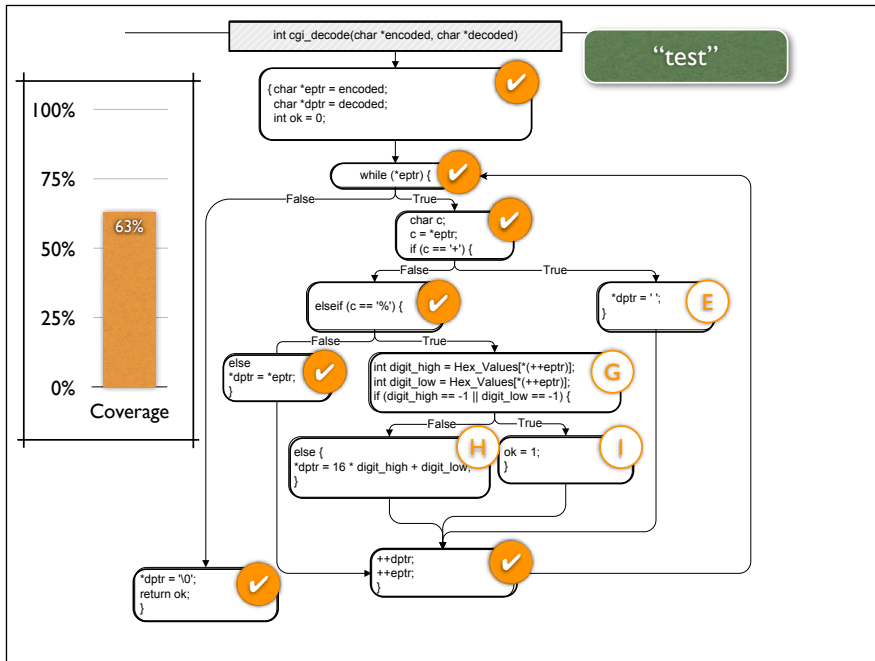 int cgi_decode(char *encoded, char *decoded)
“test”
{ char *eptr = encoded;
char *dptr = decoded;
int ok = 0;
✔
100%
75%
63%
50%
25%
0%
Coverage
while (*eptr) {
✔
False
True
char c;
c = *eptr;
if (c == '+') {
✔
False
True
elseif (c == '%') {
✔
*dptr = ' ';
}
E
False
True
else
*dptr = *eptr;
}
✔
int digit_high = Hex_Values[*(++eptr)];
int digit_low = Hex_Values[*(++eptr)];
if (digit_high == -1 || digit_low == -1) {
G
False
True
else {
*dptr = 16 * digit_high + digit_low;
}
H
ok = 1;
}
I
*dptr = '\0';
return ok;
}
✔
++dptr;
++eptr;
}
✔